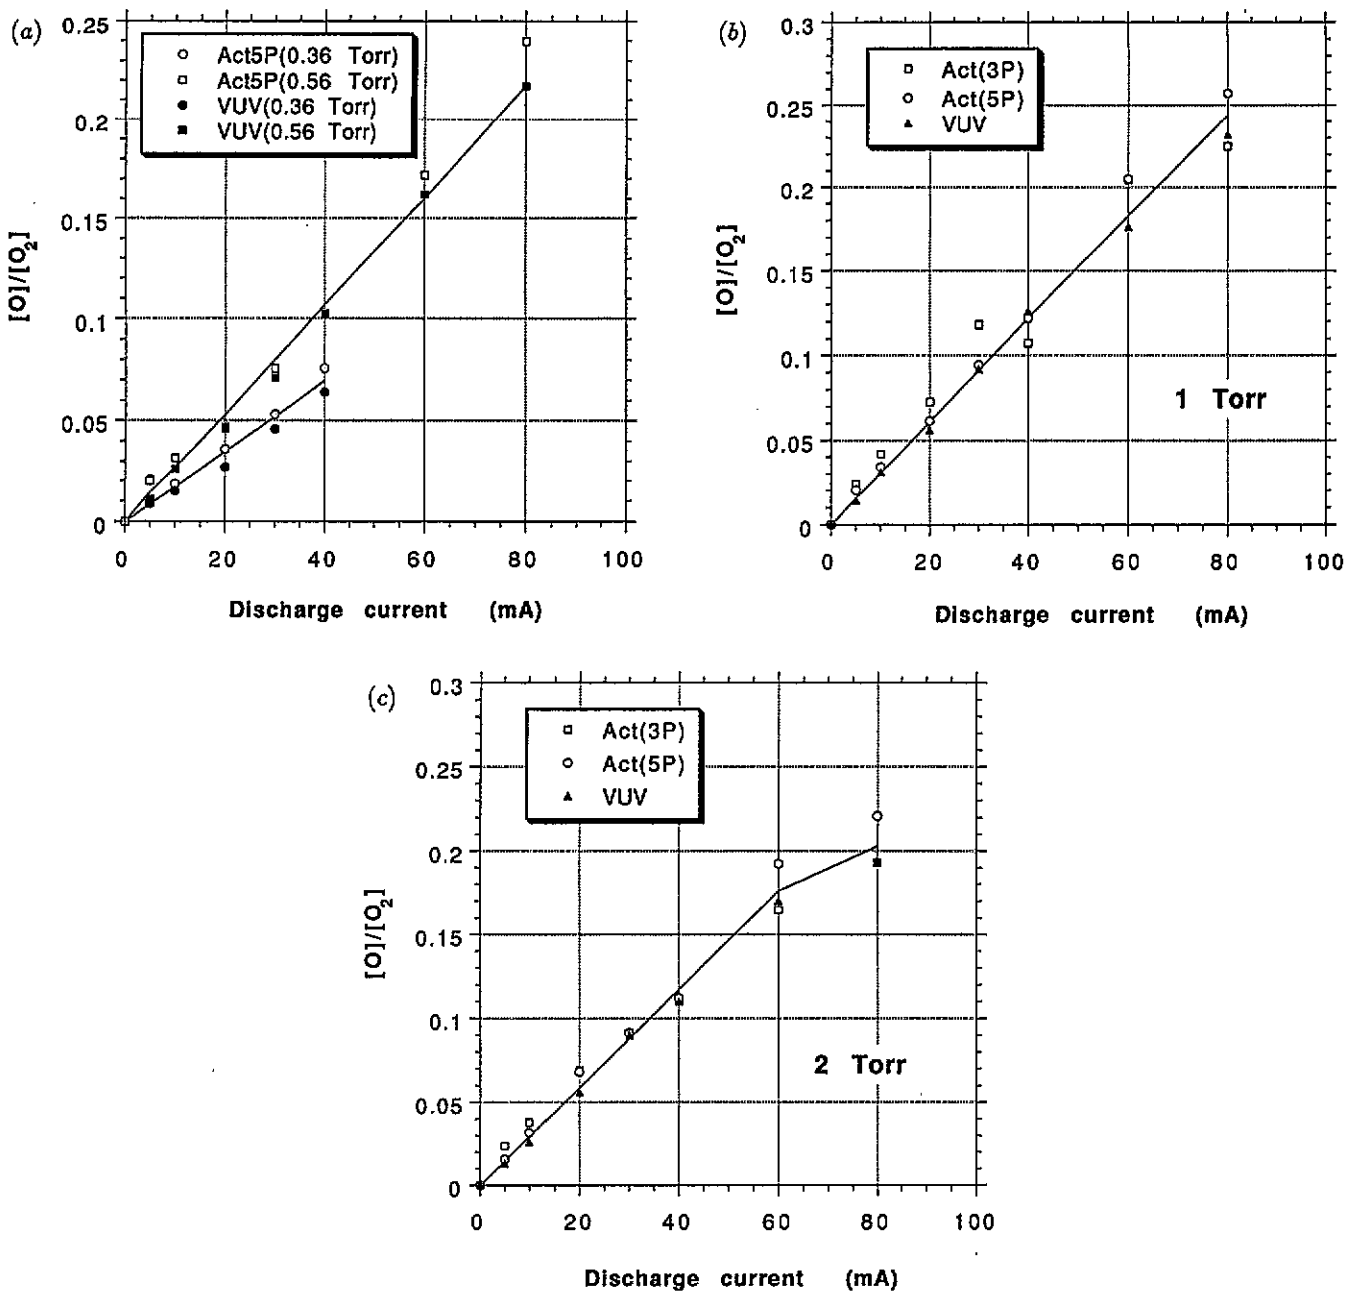 (a)
0.25
0.2
0.15
0.1
0.05
0
[O]/[O2]
Act5P(0.36 Torr)
Act5P(0.56 Torr)
VUV(0.36 Torr)
VUV(0.56 Torr)
0 20 40 60 80 100
Discharge current (mA)
(b)
0.3
0.25
0.2
0.15
0.1
0.05
0
[O]/[O2]
Act(3P)
Act(5P)
VUV
1 Torr
0 20 40 60 80 100
Discharge current (mA)
(c)
0.3
0.25
0.2
0.15
0.1
0.05
0
[O]/[O2]
Act(3P)
Act(5P)
VUV
2 Torr
0 20 40 60 80 100
Discharge current (mA)